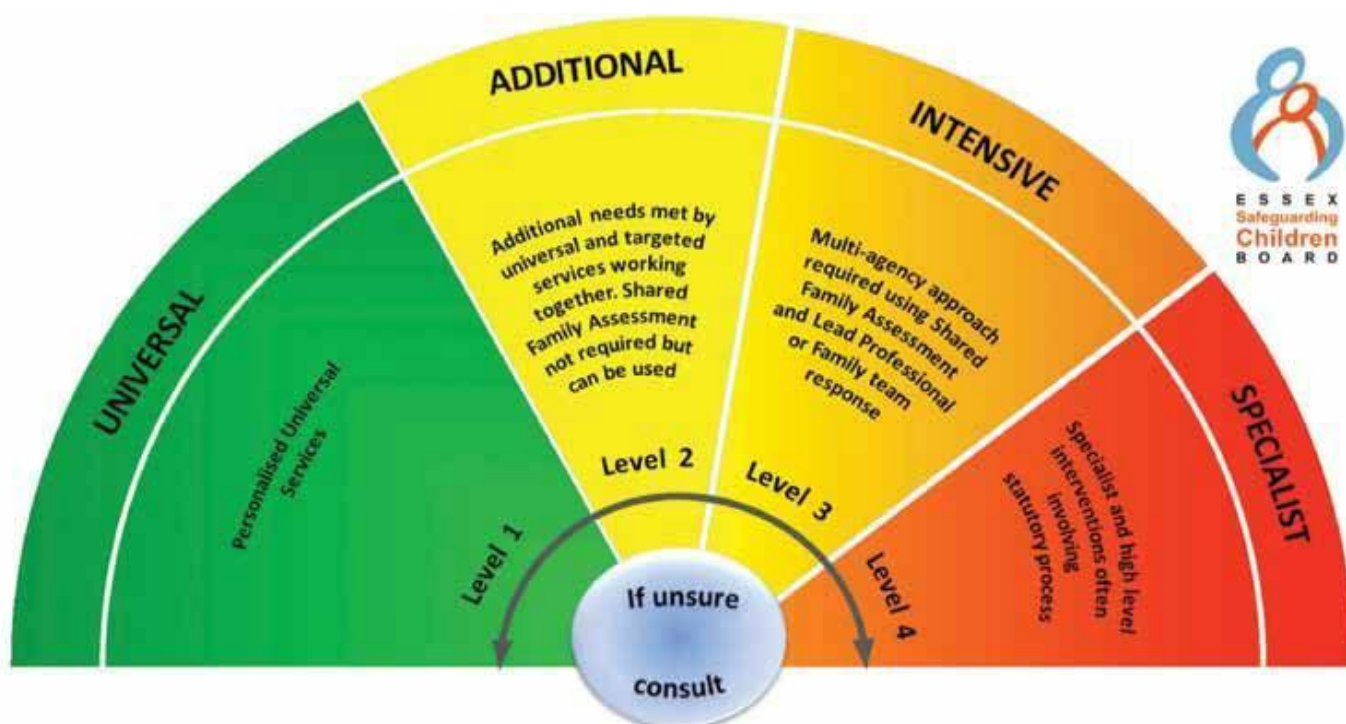 UNIVERSAL
Personalised Universal
Services
Level 1
ADDITIONAL
Additional needs met by
universal and targeted
services working
together. Shared
Family Assessment
not required but
can be used
Level 2
INTENSIVE
Multi-agency approach
required using Shared
Family Assessment
and Lead Professional
or Family team
response
Level 3
SPECIALIST
Specialist and high level
interventions often
involving
statutory process
Level 4
If unsure
consult
ESSEX
Safeguarding
Children
BOARD